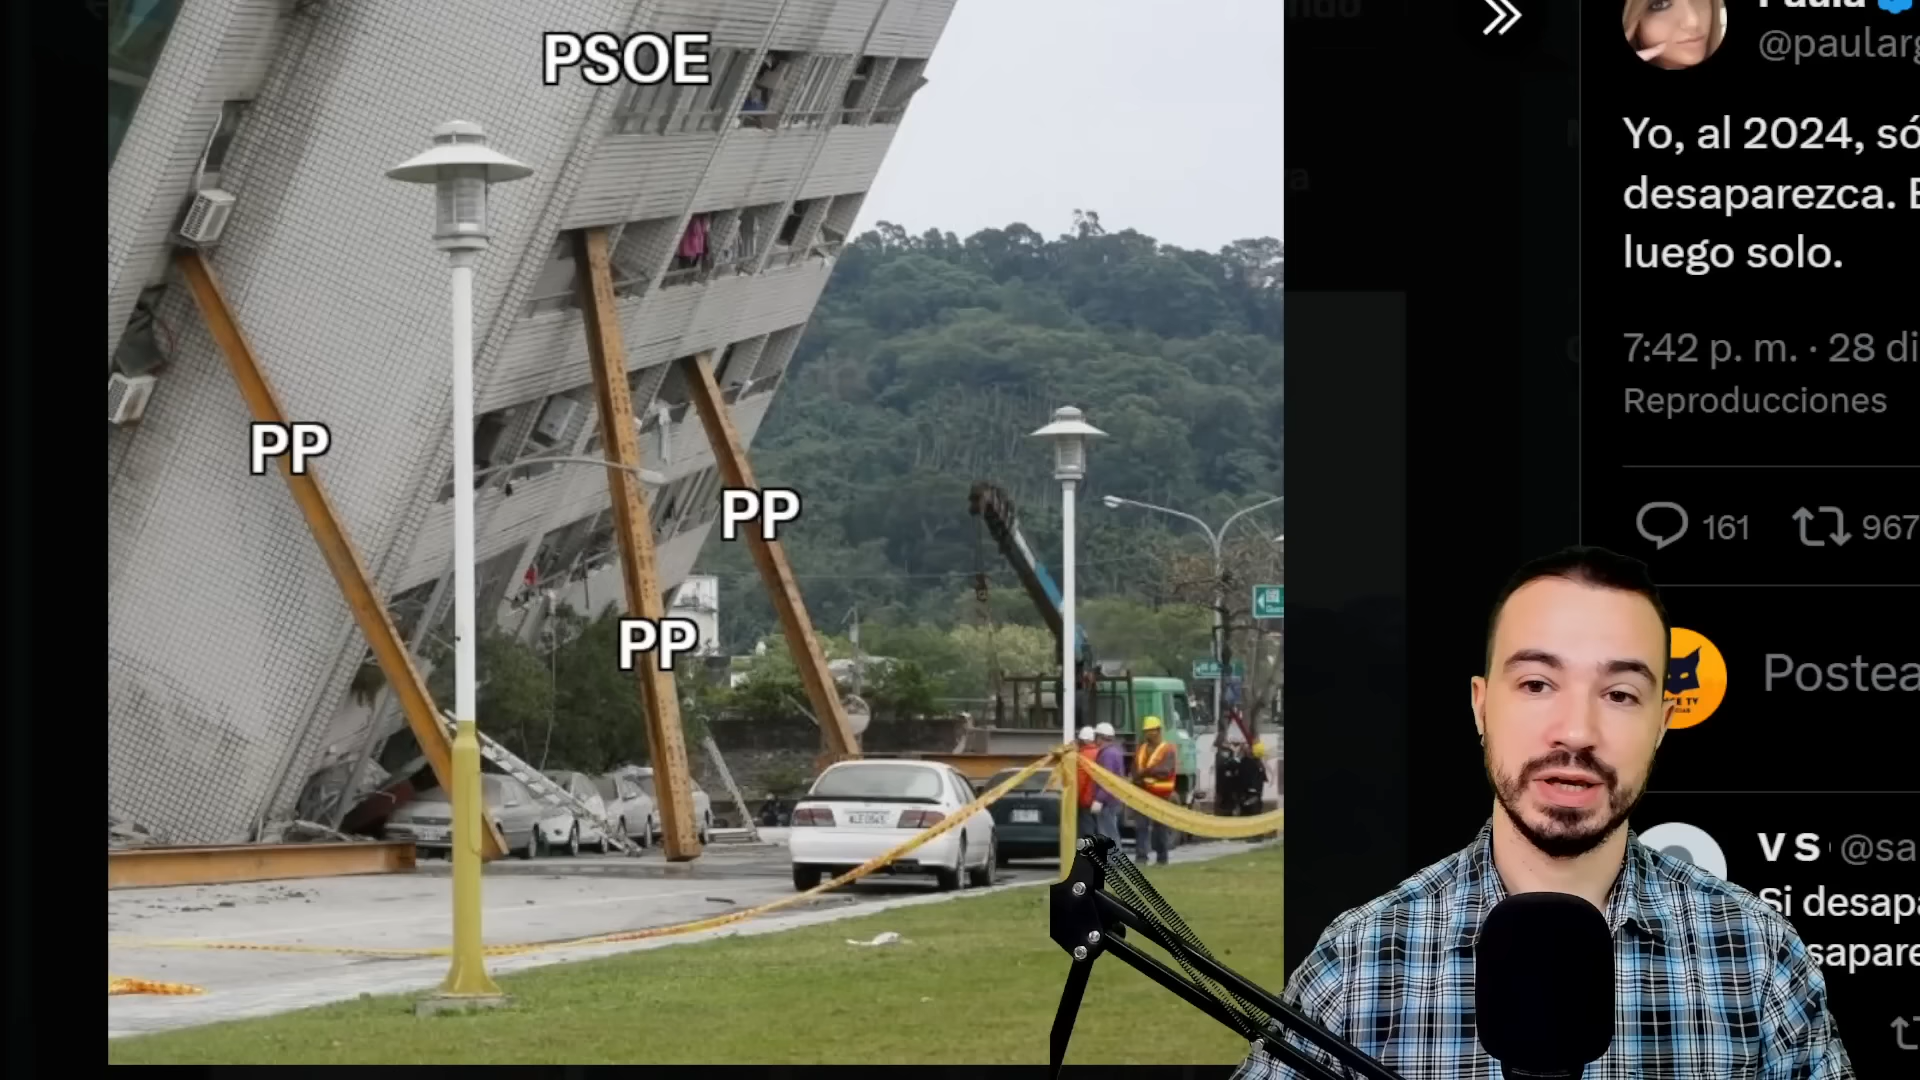 PSOE
PP
PP
PP
@paularg
Yo, al 2024, só
desaparezca. E
luego solo.
7:42 p. m. · 28 di
Reproducciones
161 967
Postea
V S @sa
Si desapa
sapare